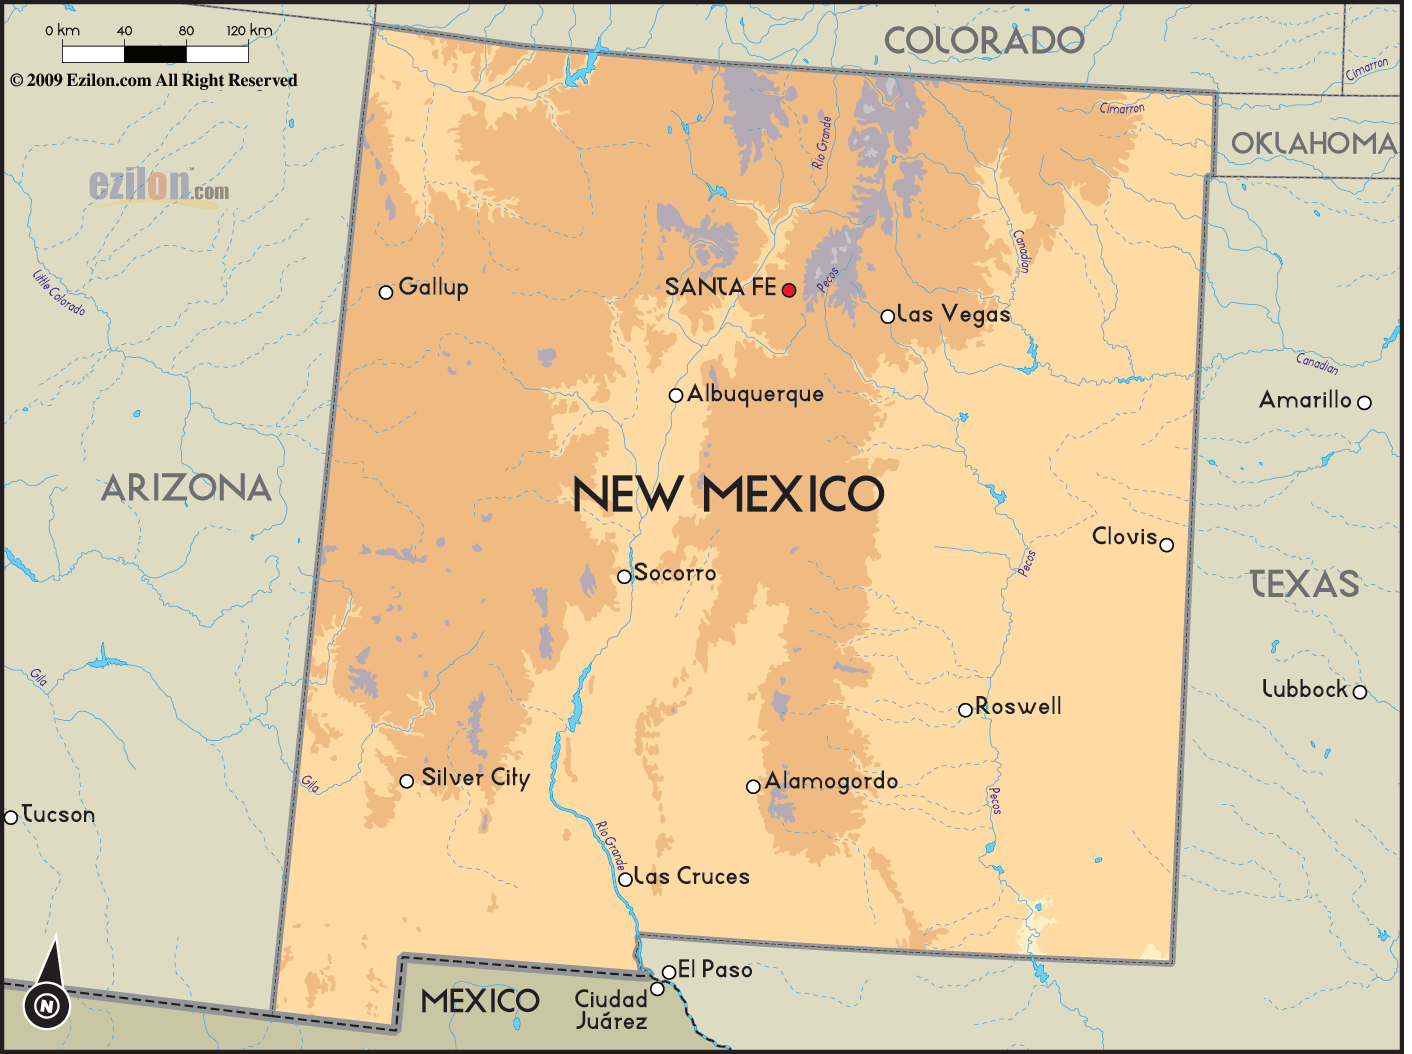 0 km 40 80 120 km
© 2009 Ezilon.com All Right Reserved
ezilon.com
COLORADO
Cimarron
Cimarron
OKLAHOMA
Rio Grande
Little Colorado
Canadian
Gallup
SANTA FE
Pecos
Las Vegas
Canadian
Albuquerque
Amarillo
ARIZONA
NEW MEXICO
Clovis
Pecos
Socorro
TEXAS
Gila
Lubbock
Roswell
Silver City
Gila
Alamogordo
Pecos
Tucson
Rio Grande
Las Cruces
El Paso
MEXICO
Ciudad
Juárez
N